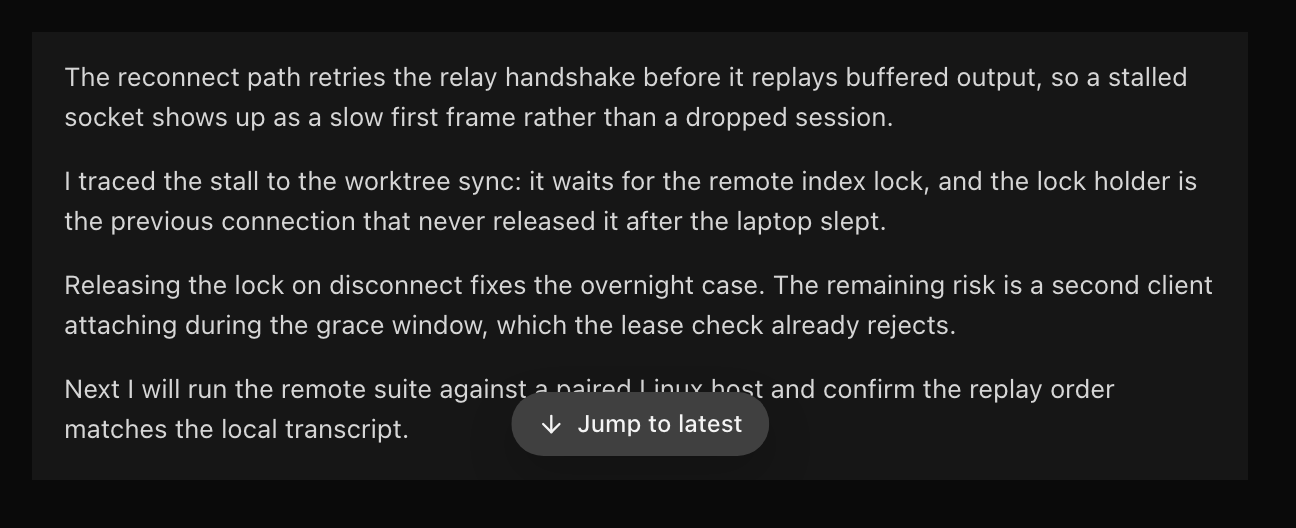 The reconnect path retries the relay handshake before it replays buffered output, so a stalled
socket shows up as a slow first frame rather than a dropped session.
I traced the stall to the worktree sync: it waits for the remote index lock, and the lock holder is
the previous connection that never released it after the laptop slept.
Releasing the lock on disconnect fixes the overnight case. The remaining risk is a second client
attaching during the grace window, which the lease check already rejects.
Next I will run the remote suite against a paired Linux host and confirm the replay order
matches the local transcript.
Jump to latest